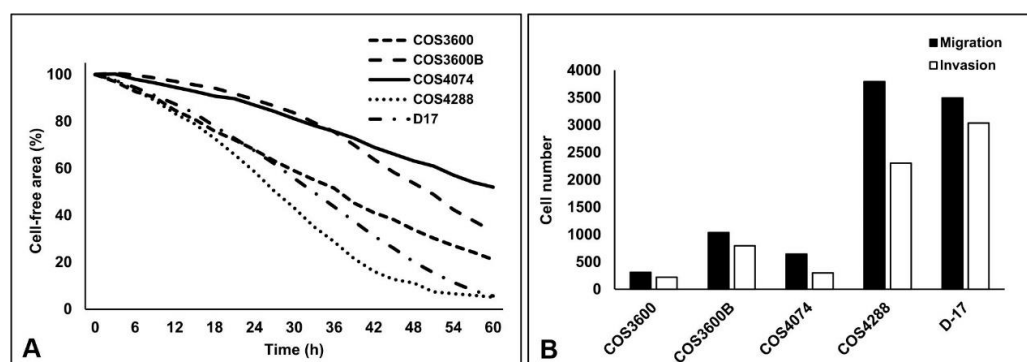 COS3600
COS3600B
COS4074
COS4288
D17
Cell-free area (%)
100
80
60
40
20
0
0 6 12 18 24 30 36 42 48 54 60
Time (h)
A
Migration
Invasion
Cell number
4000
3500
3000
2500
2000
1500
1000
500
0
COS3600
COS3600B
COS4074
COS4288
D-17
B